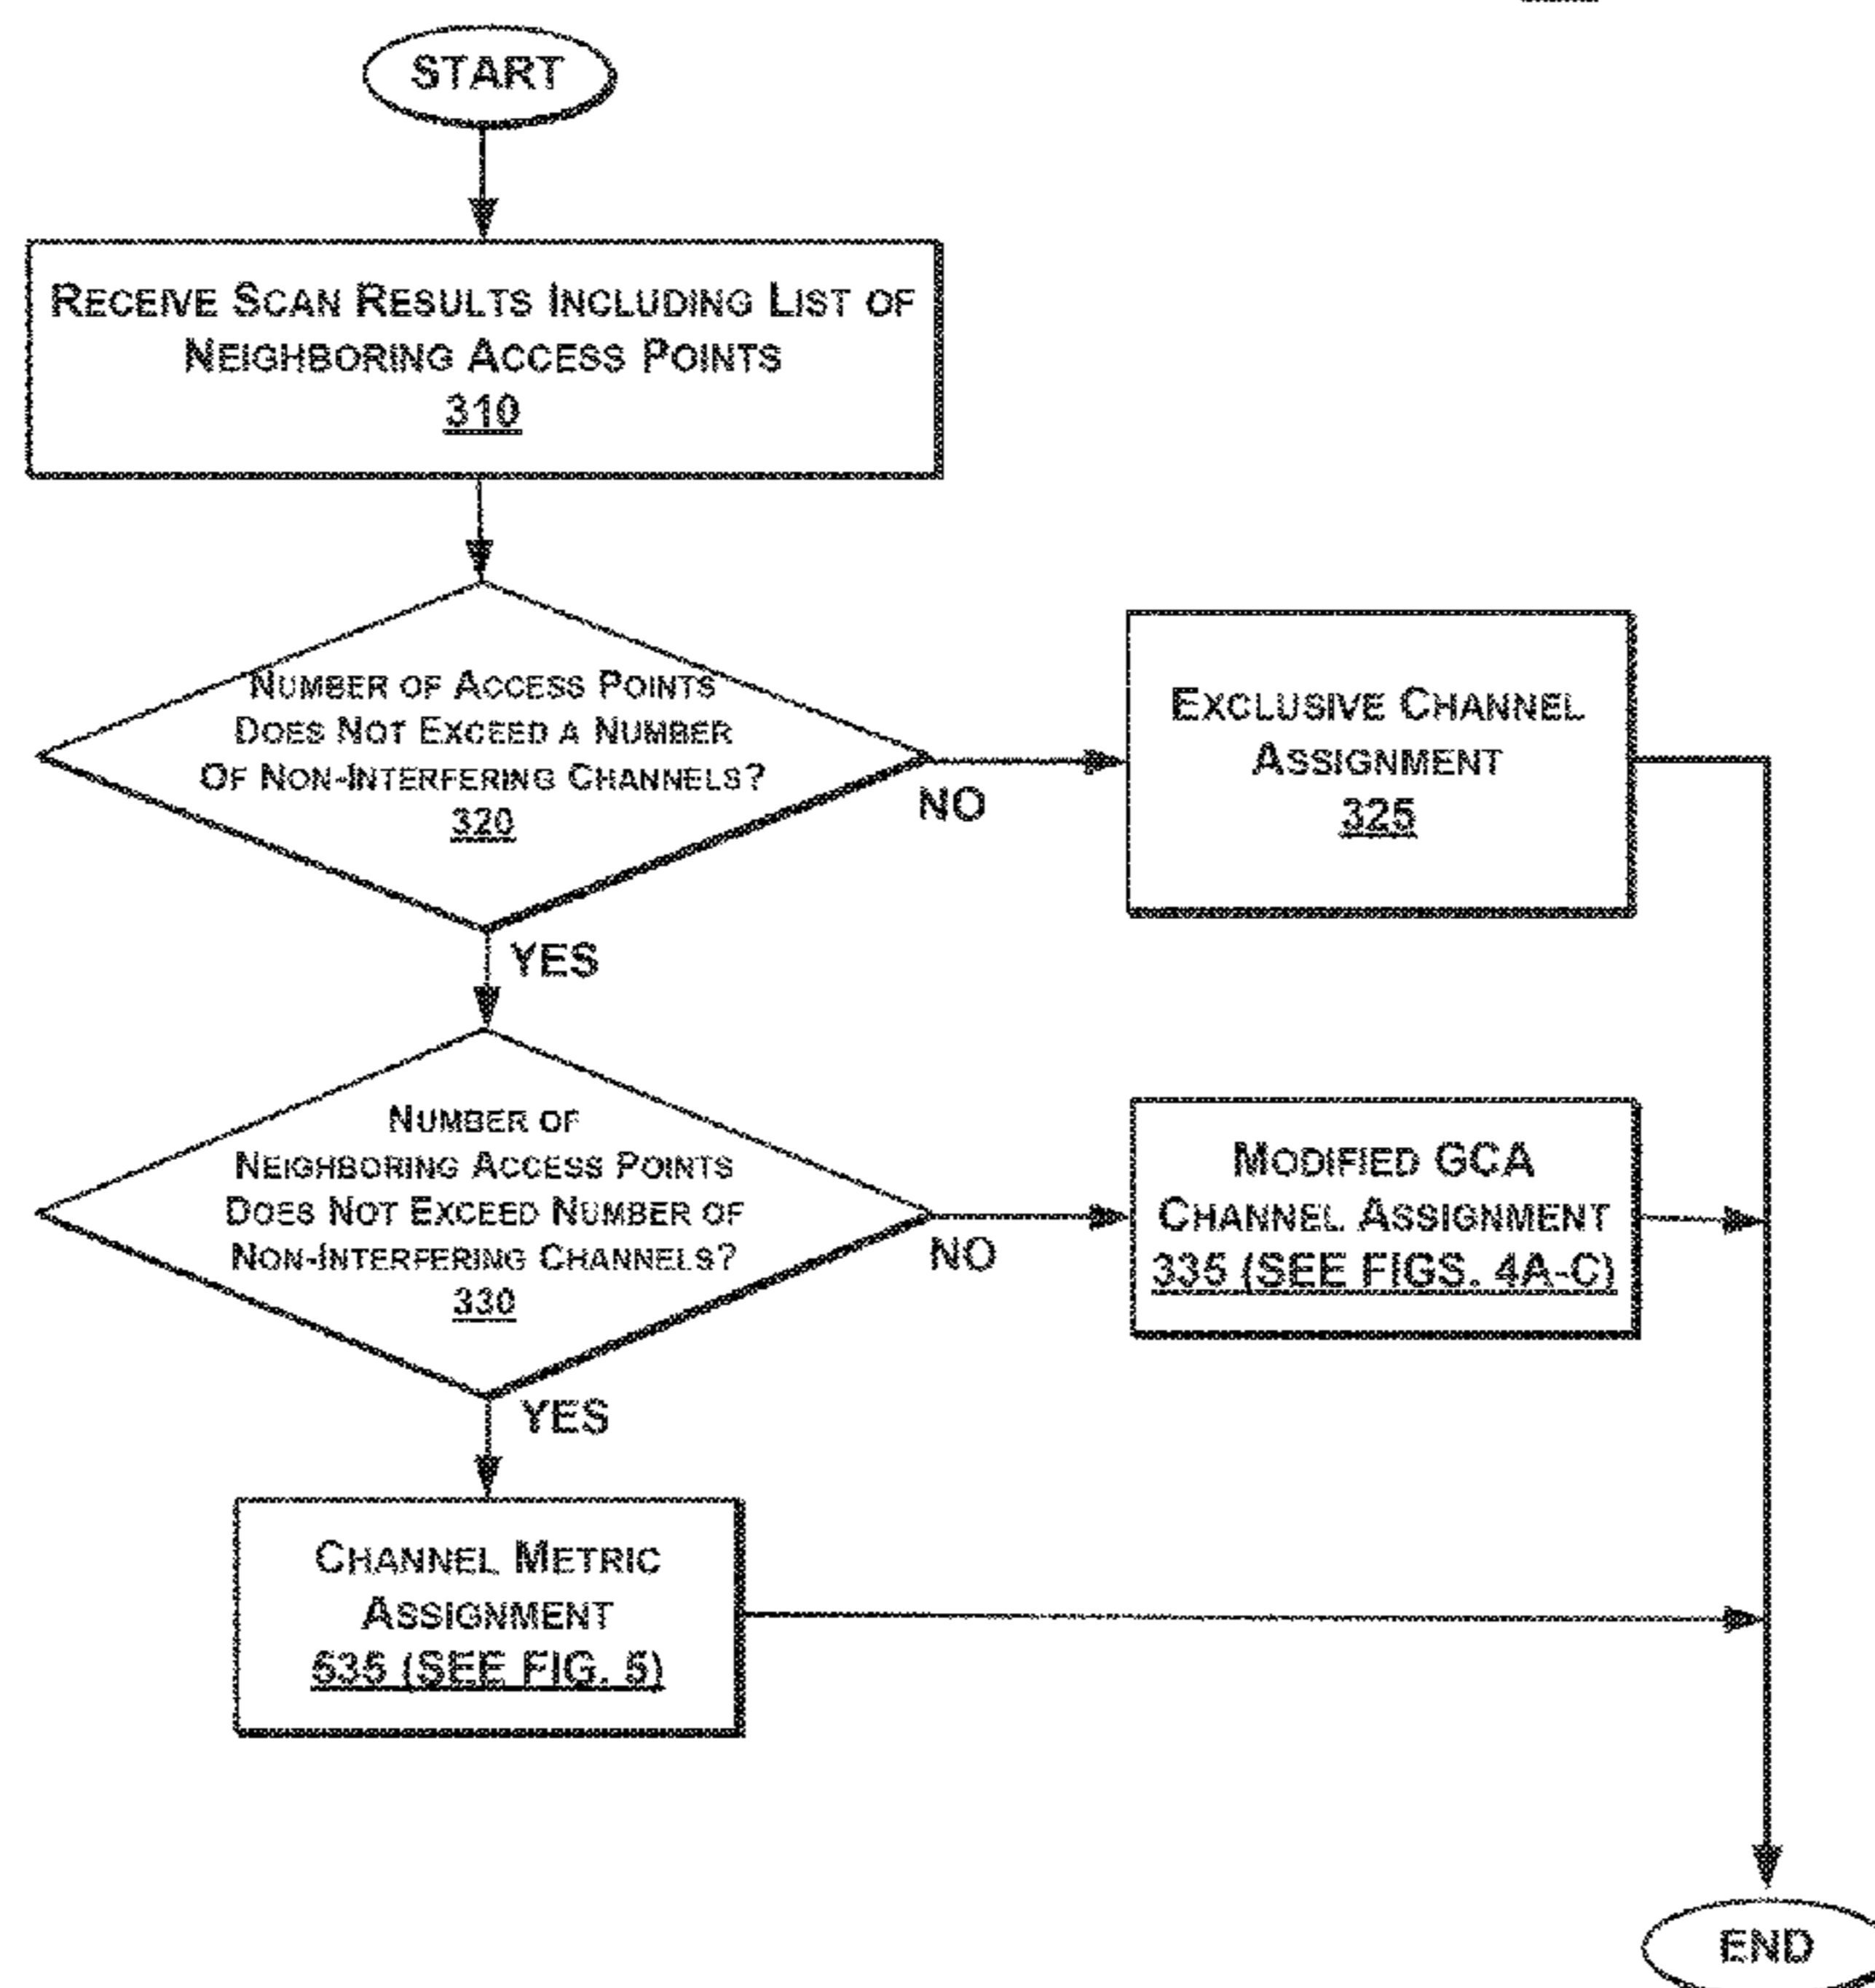 START
RECEIVE SCAN RESULTS INCLUDING LIST OF
NEIGHBORING ACCESS POINTS
310
NUMBER OF ACCESS POINTS
DOES NOT EXCEED A NUMBER
OF NON-INTERFERING CHANNELS?
320
NO
EXCLUSIVE CHANNEL
ASSIGNMENT
325
YES
NUMBER OF
NEIGHBORING ACCESS POINTS
DOES NOT EXCEED NUMBER OF
NON-INTERFERING CHANNELS?
330
NO
MODIFIED GCA
CHANNEL ASSIGNMENT
335 (SEE FIGS. 4A-C)
YES
CHANNEL METRIC
ASSIGNMENT
535 (SEE FIG. 5)
END